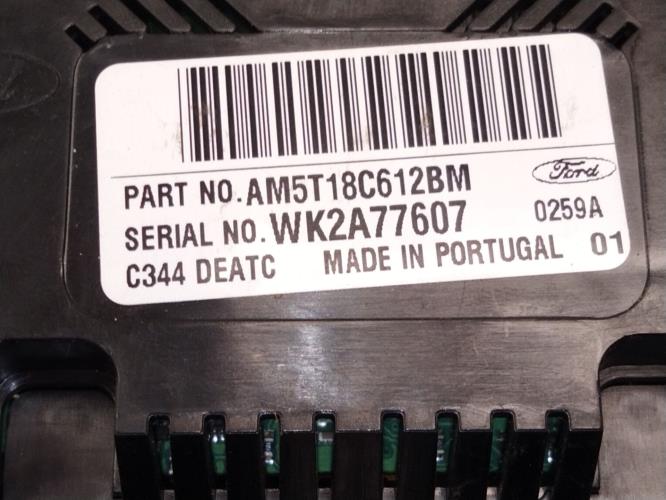 PART NO.AM5T18C612BM
Ford
SERIAL NO.WK2A77607
0259A
C344 DEATC MADE IN PORTUGAL 01